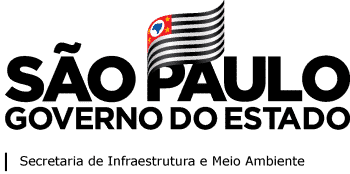 SÃO PAULO
GOVERNO DO ESTADO
Secretaria de Infraestrutura e Meio Ambiente